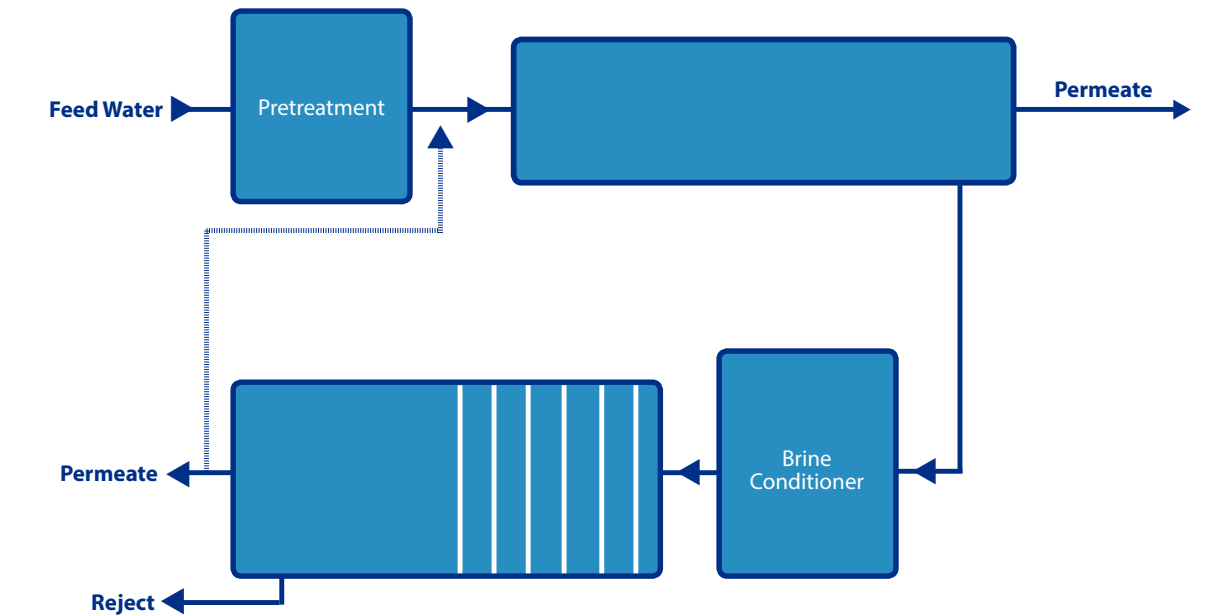 Feed Water
Pretreatment
Permeate
Permeate
Brine
Conditioner
Reject